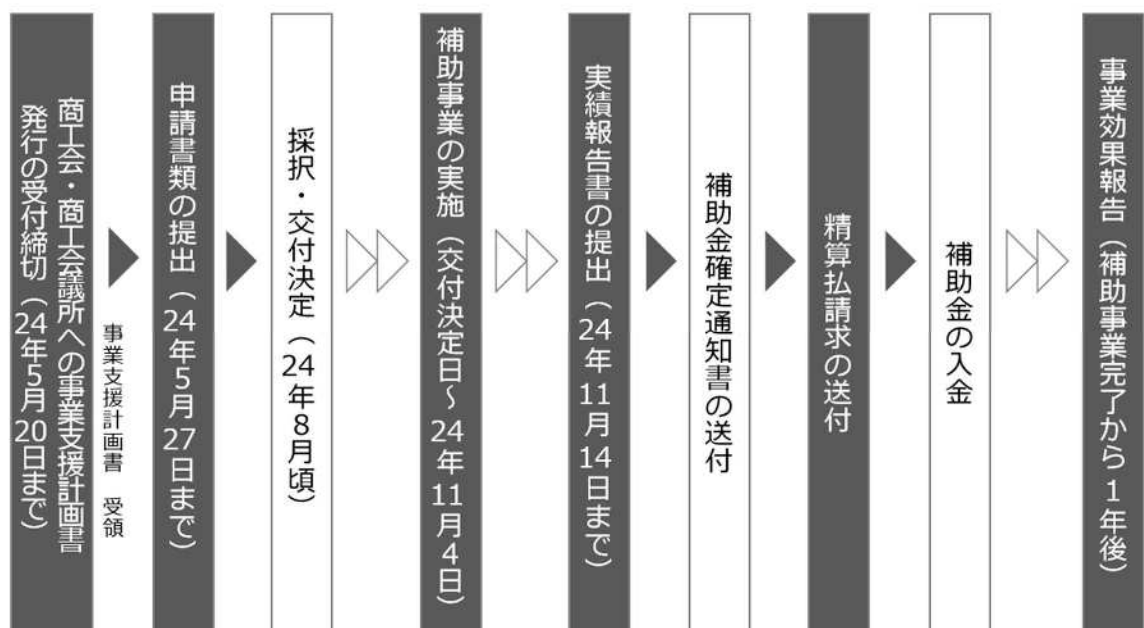 商工会・商工会議所への事業支援計画書
発行の受付締切（24年5月20日まで）
事業支援計画書　受領
申請書類の提出（24年5月27日まで）
採択・交付決定（24年8月頃）
補助事業の実施（交付決定日～24年11月4日）
実績報告書の提出（24年11月14日まで）
補助金確定通知書の送付
精算払請求の送付
補助金の入金
事業効果報告（補助事業完了から1年後）